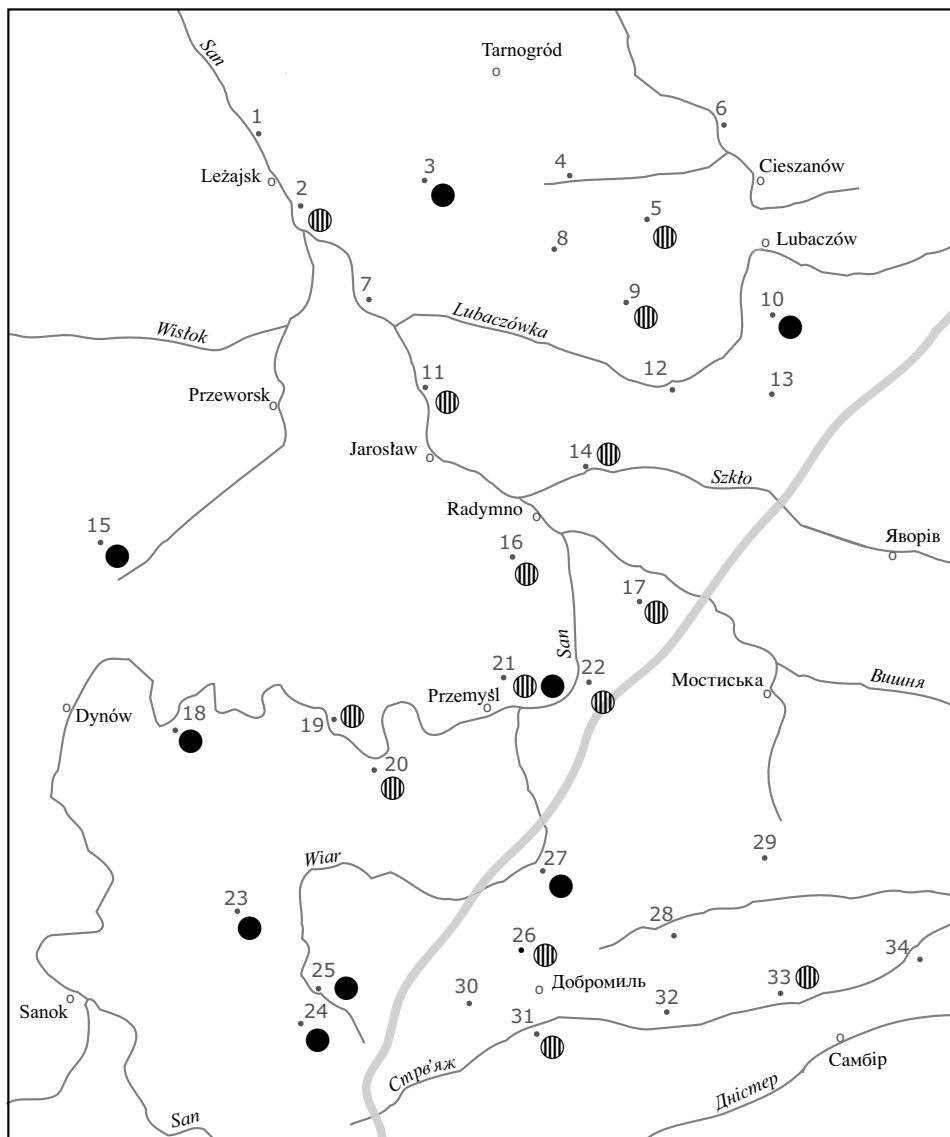 San
Tarnogród
1
6
3
4
Leżajsk
Cieszanów
2
5
8
Lubaczów
7
9
10
Lubaczówka
Wisłok
11
12
13
Przeworsk
Jarosław
14
Szkło
Radymno
15
16
Яворів
17
San
21
22
Przemyśl
Мостиська
Вишня
Dynów
18
19
20
Wiar
27
29
23
28
26
34
25
33
Sanok
30
Добромиль
32
24
31
Стрв'яж
Самбір
Дністер
San